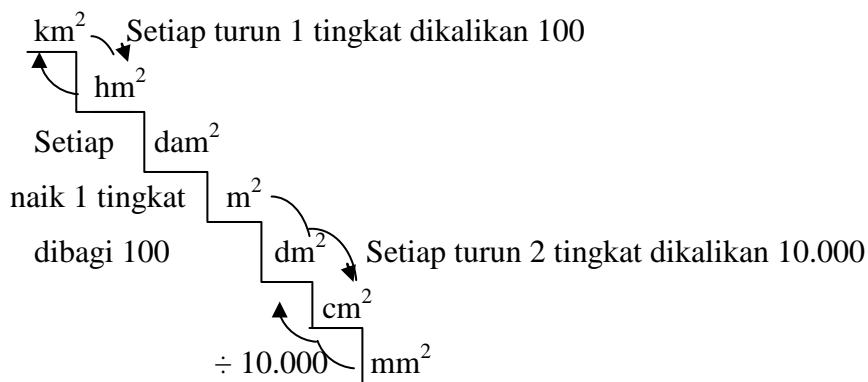 km² Setiap turun 1 tingkat dikalikan 100
hm²
Setiap dam²
naik 1 tingkat m²
dibagi 100 dm² Setiap turun 2 tingkat dikalikan 10.000
cm²
÷ 10.000 mm²